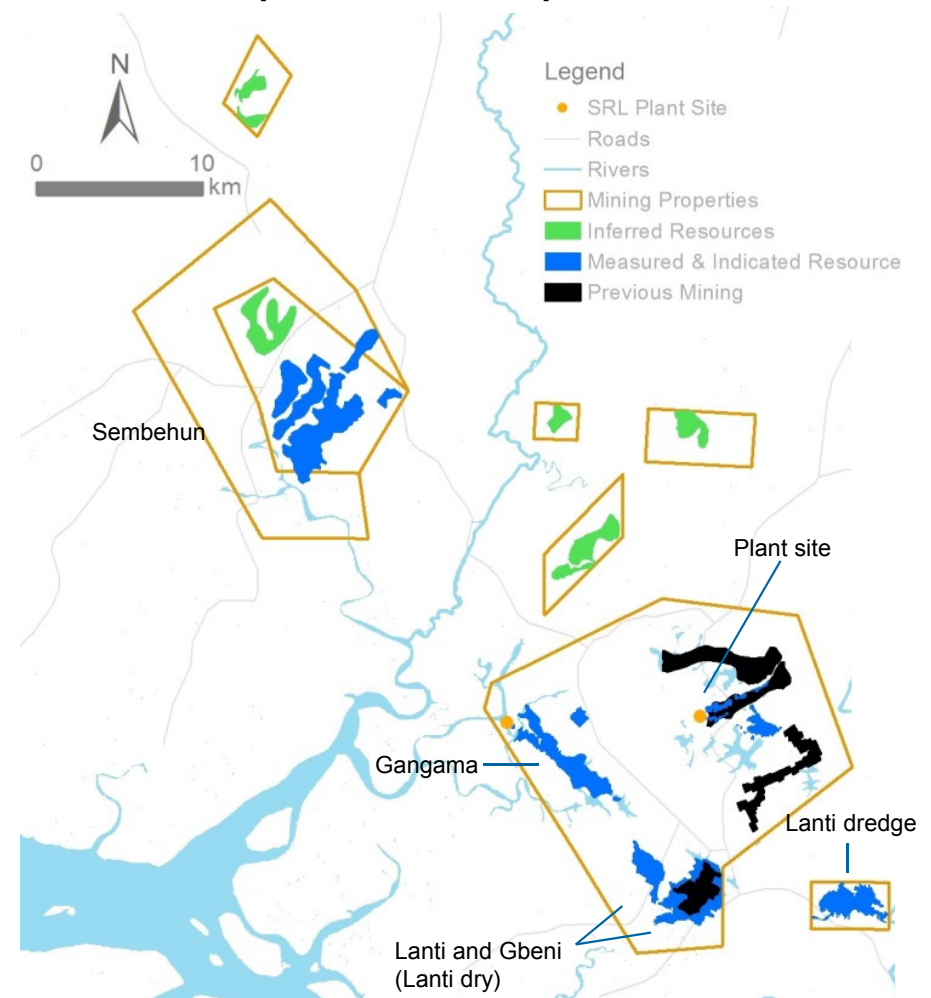 N
0 10
km
Legend
SRL Plant Site
Roads
Rivers
Mining Properties
Inferred Resources
Measured & Indicated Resource
Previous Mining
Sembehun
Plant site
Gangama
Lanti dredge
Lanti and Gbeni
(Lanti dry)